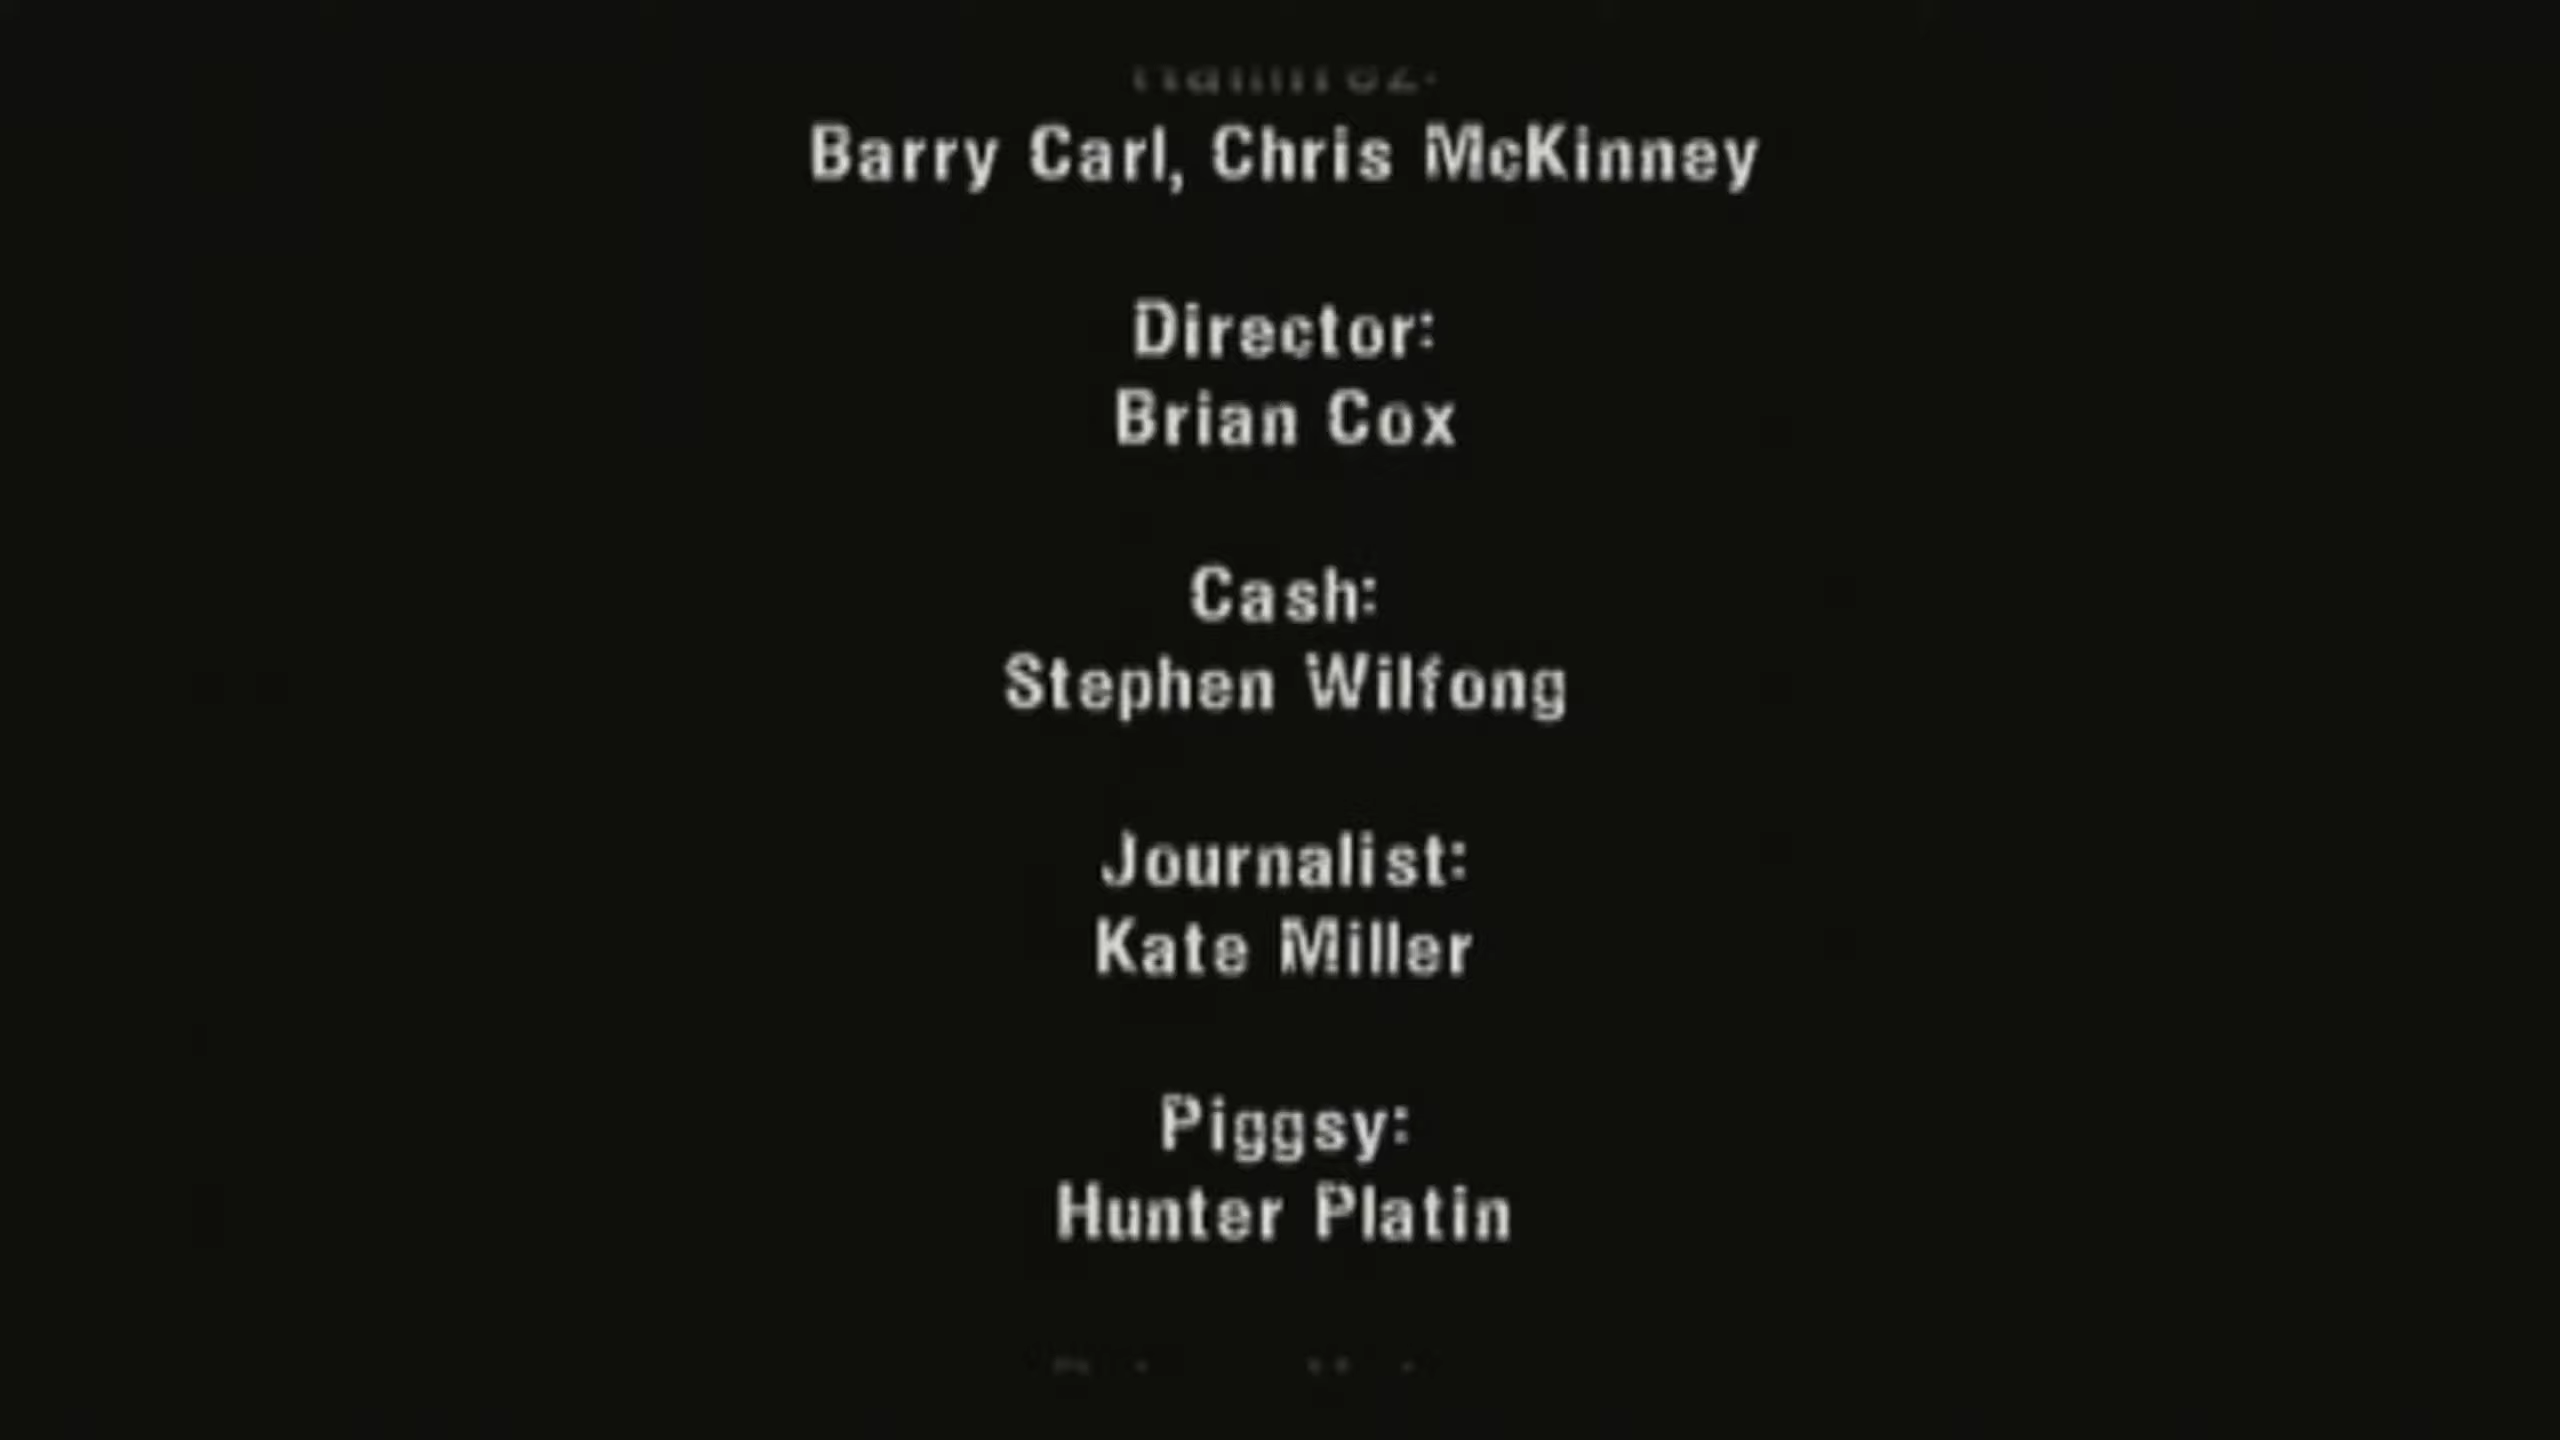 Barry Carl, Chris McKinney
Director:
Brian Cox
Cash:
Stephen Wilfong
Journalist:
Kate Miller
Piggsy:
Hunter Platin